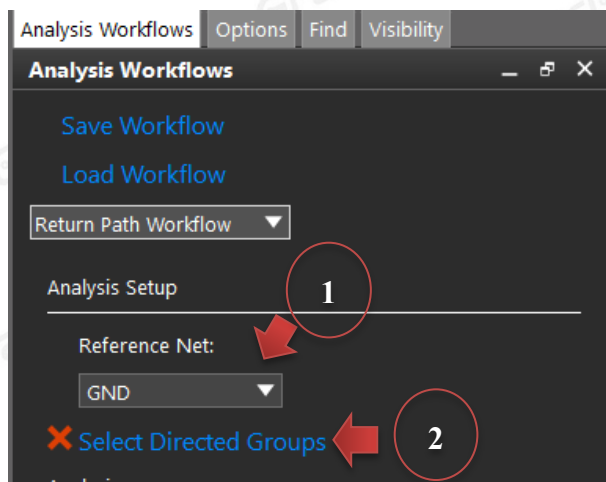 Analysis Workflows Options Find Visibility
Analysis Workflows
Save Workflow
Load Workflow
Return Path Workflow
Analysis Setup
1
Reference Net:
GND
Select Directed Groups
2